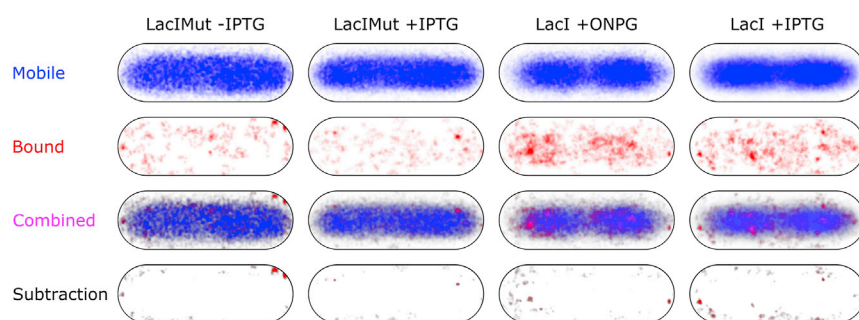 LacIMut -IPTG LacIMut +IPTG LacI +ONPG LacI +IPTG
Mobile
Bound
Combined
Subtraction